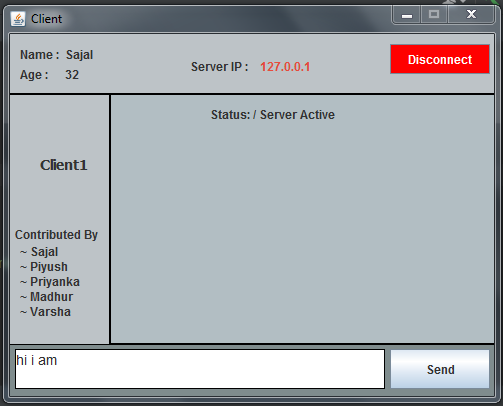 Client
Name : Sajal
Age : 32
Server IP : 127.0.0.1
Disconnect
Status: / Server Active
Client1
Contributed By
~ Sajal
~ Piyush
~ Priyanka
~ Madhur
~ Varsha
hi i am
Send